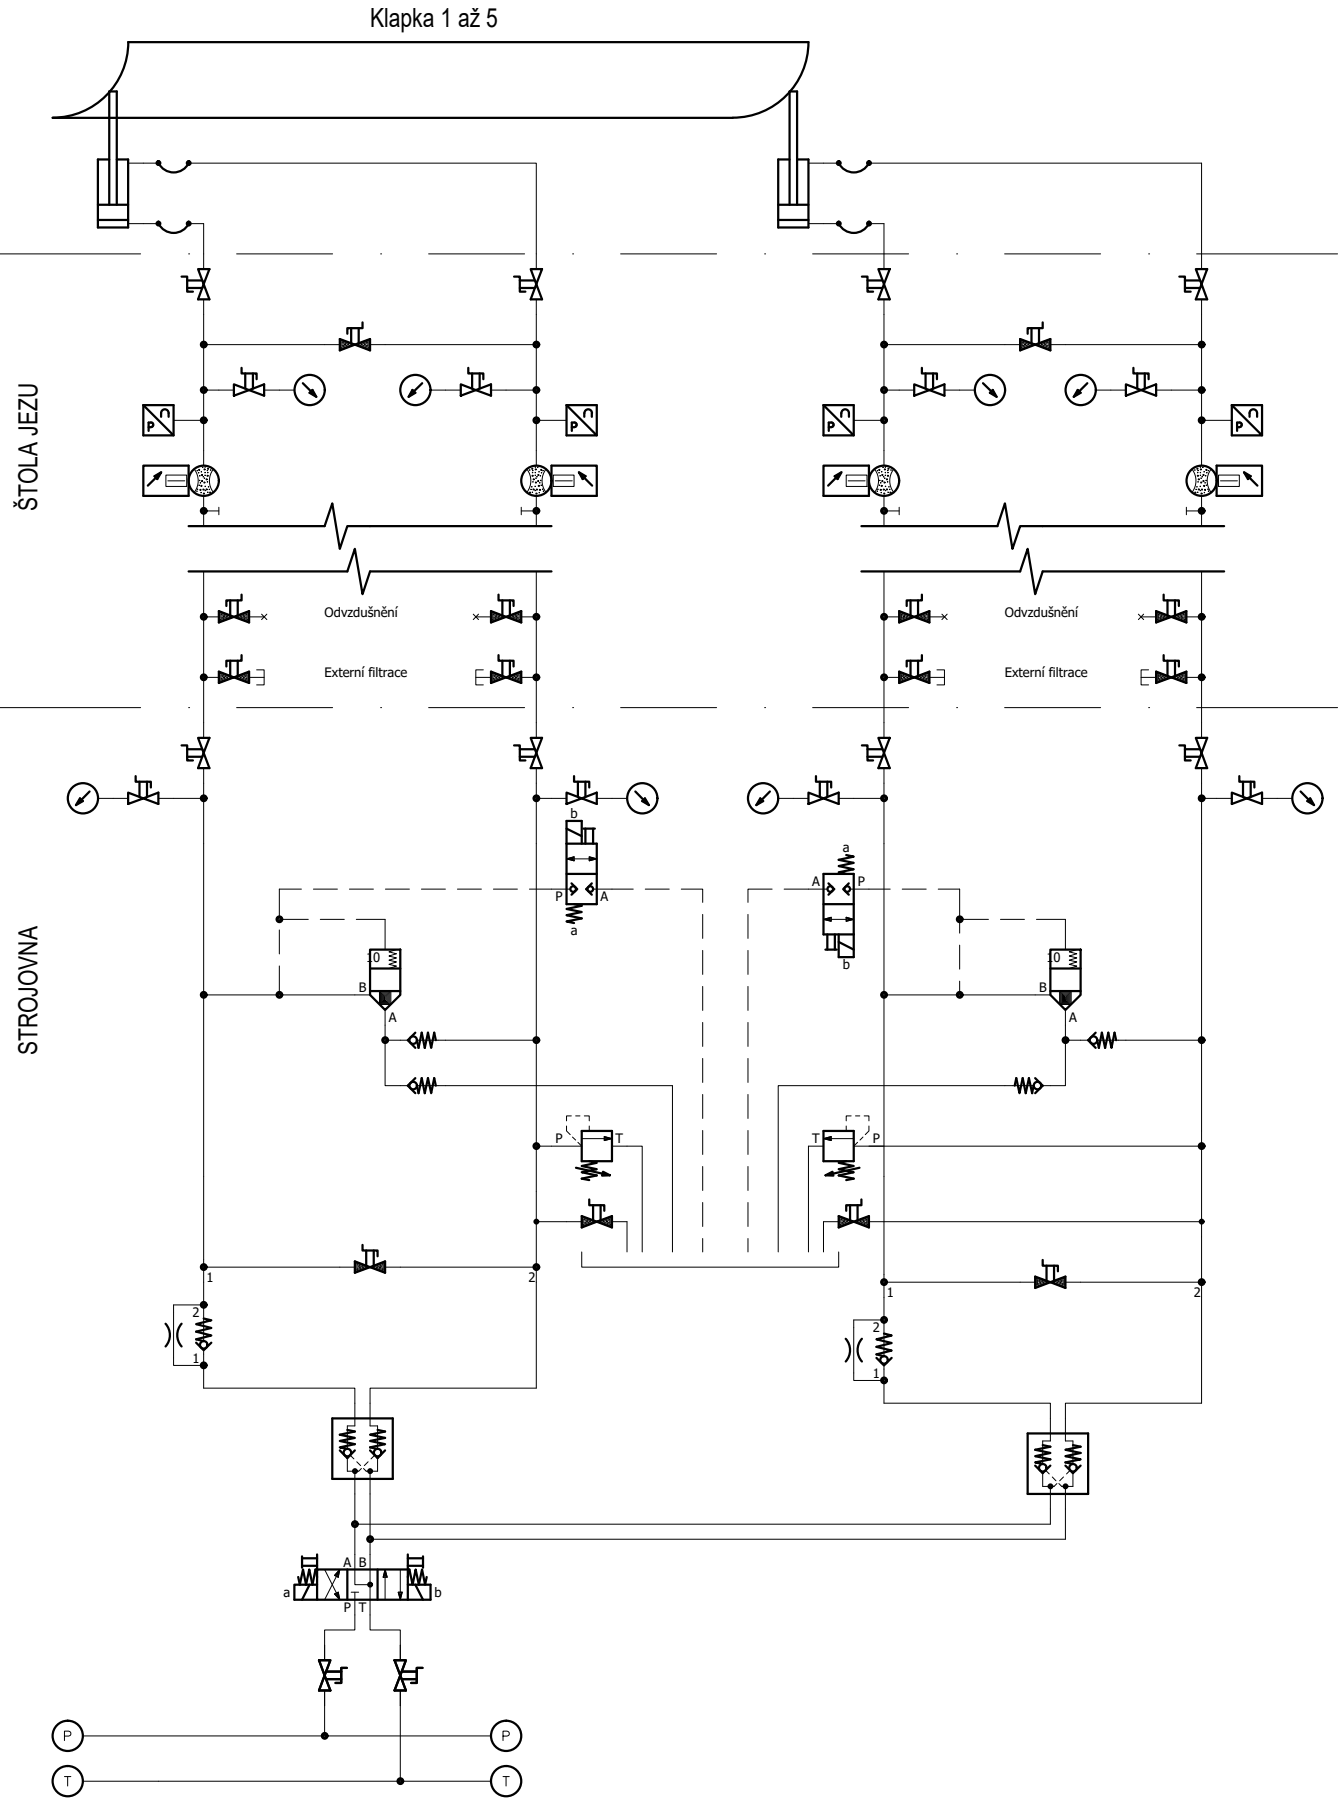 Klapka 1 až 5
ŠTOLA JEZU
P
P
P
P
Odvzdušnění
Odvzdušnění
Externí filtrace
Externí filtrace
STROJOVNA
b
a
P A
A P
a
b
10
10
B
B
A
A
P T
T P
1
2
1
2
2
1
2
1
A B
a
b
P T
P
P
T
T